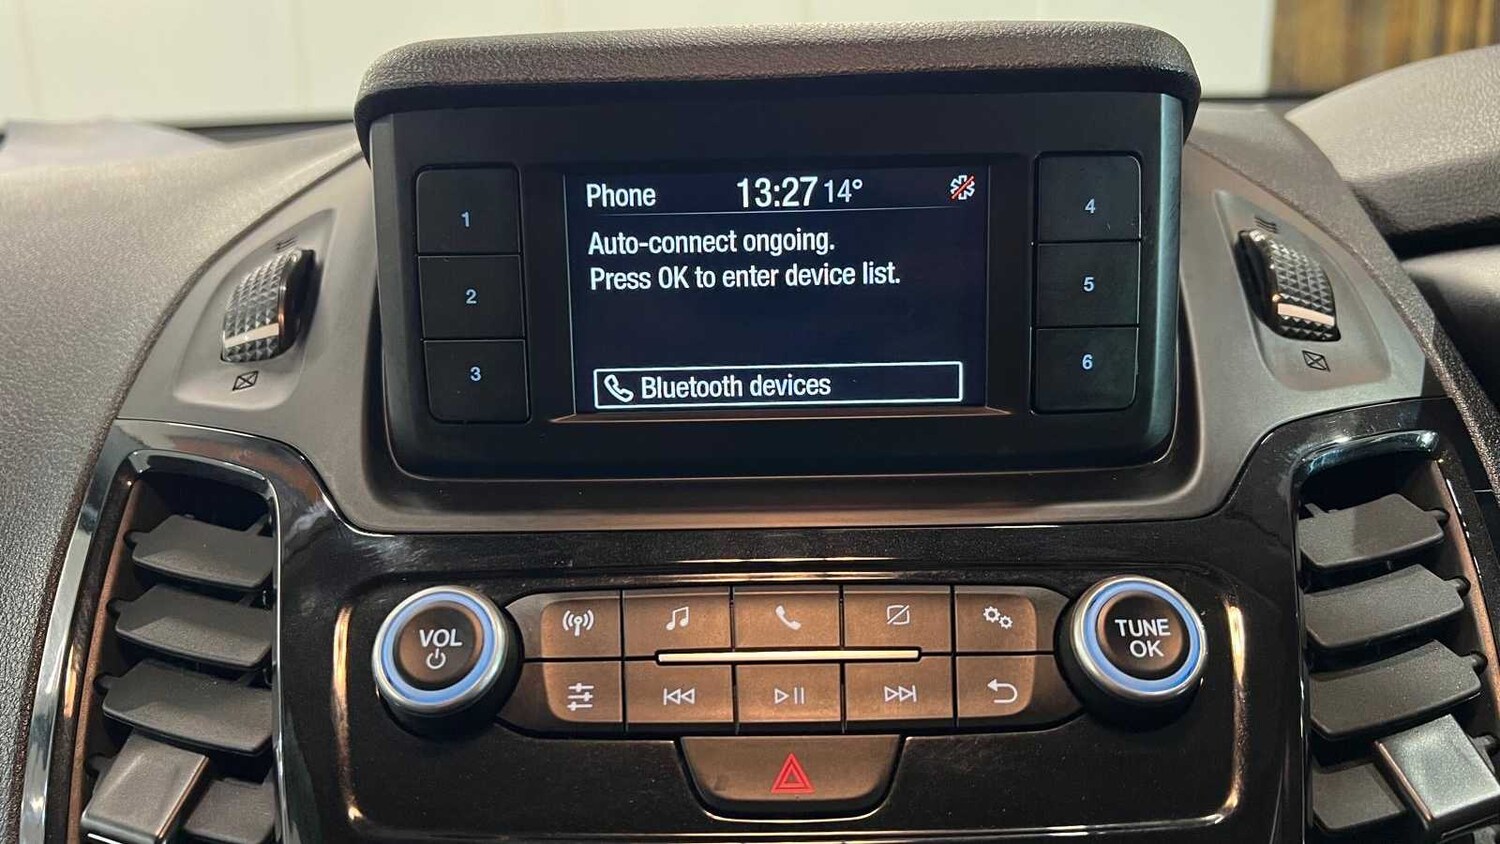 Phone 13:27 14°
Auto-connect ongoing.
Press OK to enter device list.
Bluetooth devices
1
2
3
4
5
6
VOL
TUNE
OK